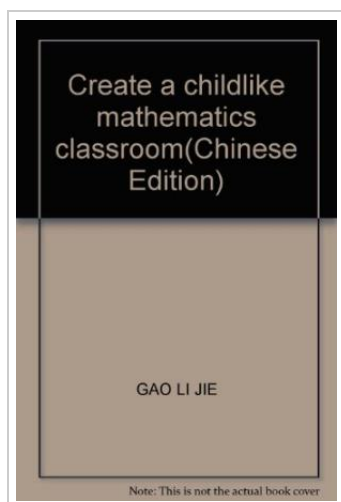 Create a childlike
mathematics
classroom(Chinese
Edition)
GAO LI JIE
Note: This is not the actual book cover